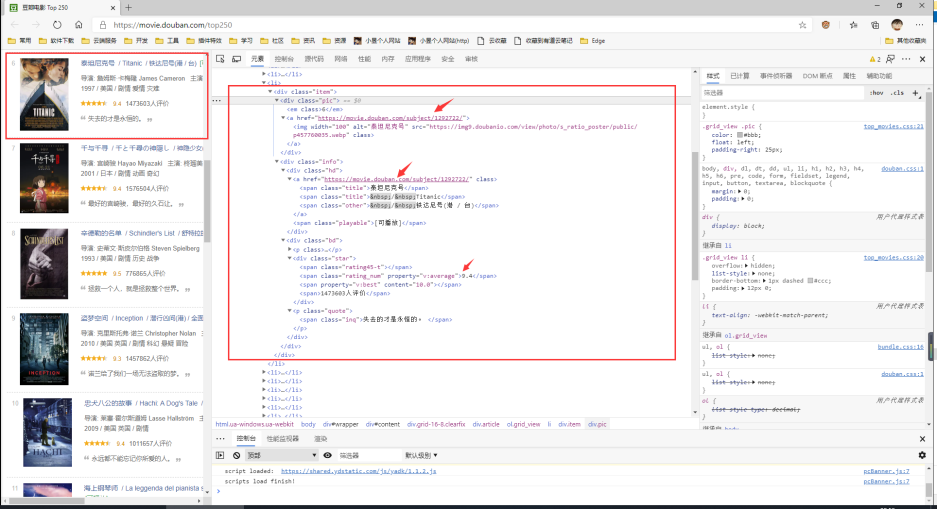 豆瓣电影 Top 250
https://movie.douban.com/top250
常用 软件下载 云端服务 开发 工具 插件特效 学习 社区 资讯 资源 小墨个人网站 小墨个人网站(http) 云收藏 收藏到有道云笔记 Edge 其他收藏夹
6
泰坦尼克号 / Titanic / 铁达尼号(港 / 台)
导演: 詹姆斯·卡梅隆 James Cameron 主演
1997 / 美国 / 剧情 爱情 灾难
9.4 1473603人评价
失去的才是永恒的。
7
千与千寻 / 千と千尋の神隠し / 神隐少女
导演: 宫崎骏 Hayao Miyazaki 主演: 柊瑠美
2001 / 日本 / 剧情 动画 奇幻
9.4 1576504人评价
最好的宫崎骏，最好的久石让。
8
辛德勒的名单 / Schindler's List / 舒特拉的
导演: 史蒂文·斯皮尔伯格 Steven Spielberg
1993 / 美国 / 剧情 历史 战争
9.5 776865人评价
拯救一个人，就是拯救整个世界。
9
盗梦空间 / Inception / 潜行凶间(港) / 全面
导演: 克里斯托弗·诺兰 Christopher Nolan 主
2010 / 美国 英国 / 剧情 科幻 悬疑 冒险
9.3 1457862人评价
诺兰给了我们一场无法盗取的梦。
10
忠犬八公的故事 / Hachi: A Dog's Tale /
导演: 莱塞·霍尔斯道姆 Lasse Hallström 主
2009 / 美国 英国 / 剧情
9.4 1011657人评价
永远都不能忘记你所爱的人。
11
海上钢琴师 / La leggenda del pianista s
元素 控制台 源代码 网络 性能 内存 应用程序 安全 审核
2
<li>…</li>
<li>
<div class="item">
<div class="pic"> == $0
<em class>6</em>
<a href="https://movie.douban.com/subject/1292722/">
<img width="100" alt="泰坦尼克号" src="https://img9.doubanio.com/view/photo/s_ratio_poster/public/
p457760035.webp" class>
</a>
</div>
<div class="info">
<div class="hd">
<a href="https://movie.douban.com/subject/1292722/" class>
<span class="title">泰坦尼克号</span>
<span class="title">&nbsp;/&nbsp;Titanic</span>
<span class="other">&nbsp;/&nbsp;铁达尼号(港 / 台)</span>
</a>
<span class="playable">[可播放]</span>
</div>
<div class="bd">
<p class>…</p>
<div class="star">
<span class="rating45-t"></span>
<span class="rating_num" property="v:average">9.4</span>
<span property="v:best" content="10.0"></span>
<span>1473603人评价</span>
</div>
<p class="quote">
<span class="inq">失去的才是永恒的。 </span>
</p>
</div>
</div>
</div>
</li>
<li>…</li>
<li>…</li>
<li>…</li>
<li>…</li>
<li>…</li>
html.ua-windows.ua-webkit body div#wrapper div#content div.grid-16-8.clearfix div.article ol.grid_view li div.item div.pic
样式 已计算 事件侦听器 DOM 断点 属性 辅助功能
筛选器 :hov .cls +
element.style {
}
.grid_view .pic { top_movies.css:21
color: #bbb;
float: left;
padding-right: 25px;
}
body, div, dl, dt, dd, ul, li, h1, h2, h3, h4, douban.css:1
h5, h6, pre, code, form, fieldset, legend,
input, button, textarea, blockquote {
margin: 0;
padding: 0;
}
div { 用户代理样式表
display: block;
}
继承自 li
.grid_view li { top_movies.css:20
overflow: hidden;
list-style: none;
border-bottom: 1px dashed #ccc;
padding: 12px 0;
}
li { 用户代理样式表
text-align: -webkit-match-parent;
}
继承自 ol.grid_view
ul, ol { bundle.css:16
list-style: none;
}
ul, ol { douban.css:1
list-style: none;
}
ol { 用户代理样式表
list-style-type: decimal;
}
继承自 body
控制台 性能监视器 渲染
顶部 筛选器 默认级别
script loaded: https://shared.ydstatic.com/js/yadk/1.1.2.js pcBanner.js:7
scripts load finish! pcBanner.js:7